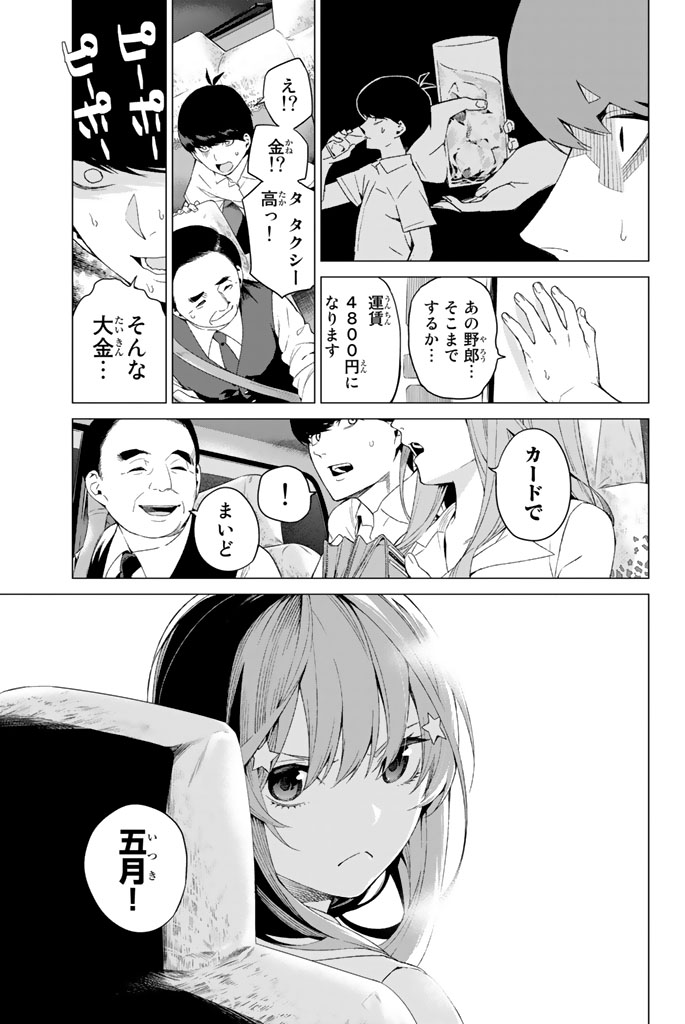 あの野郎…
そこまで
するか…
運賃
4800円に
なります
え!?
金!?
タ タクシー
高っ!
ピーポー
ピーポー
そんな
大金…
カードで
!
まいど
五月!